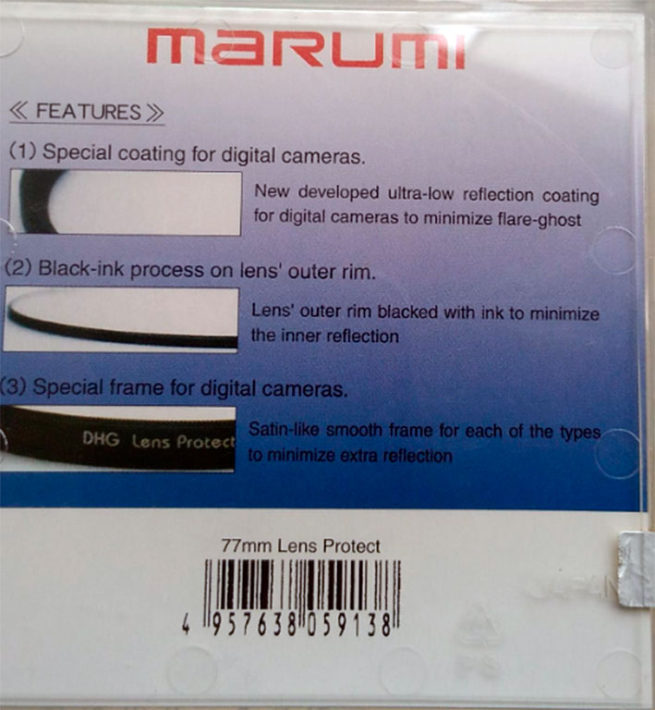 marumi
≪ FEATURES ≫
(1) Special coating for digital cameras.
New developed ultra-low reflection coating
for digital cameras to minimize flare-ghost
(2) Black-ink process on lens' outer rim.
Lens' outer rim blacked with ink to minimize
the inner reflection
(3) Special frame for digital cameras.
DHG Lens Protect
Satin-like smooth frame for each of the types
to minimize extra reflection
77mm Lens Protect
4 957638 059138
JAPAN
PS